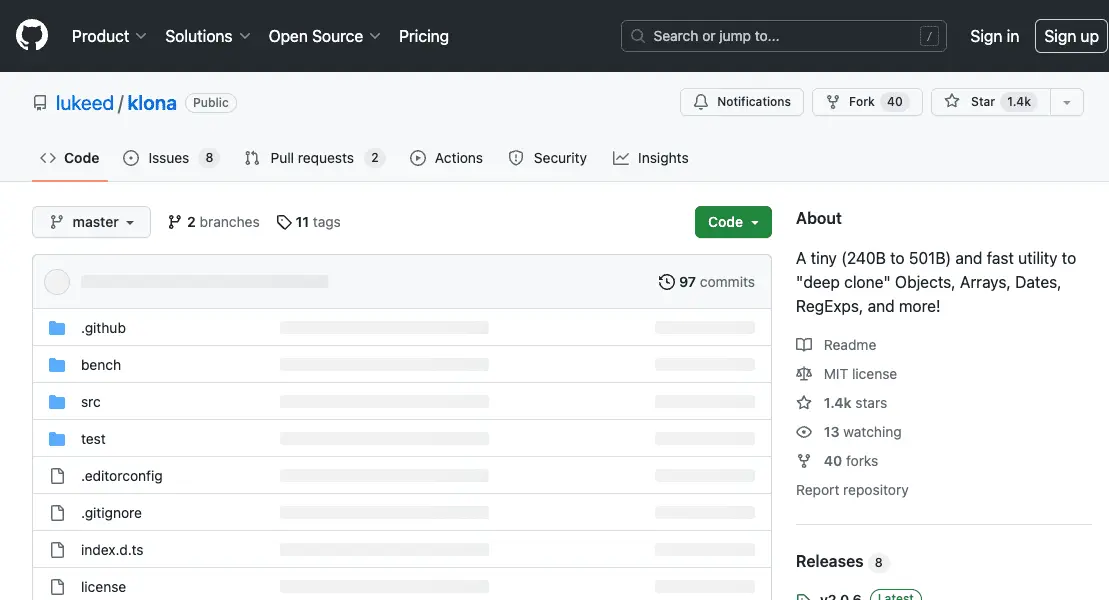 Product Solutions Open Source Pricing Search or jump to... / Sign in Sign up
lukeed / klona Public Notifications Fork 40 Star 1.4k
Code Issues 8 Pull requests 2 Actions Security Insights
master 2 branches 11 tags Code
97 commits
.github
bench
src
test
.editorconfig
.gitignore
index.d.ts
license
About
A tiny (240B to 501B) and fast utility to
"deep clone" Objects, Arrays, Dates,
RegExps, and more!
Readme
MIT license
1.4k stars
13 watching
40 forks
Report repository
Releases 8
v2.0.6 Latest